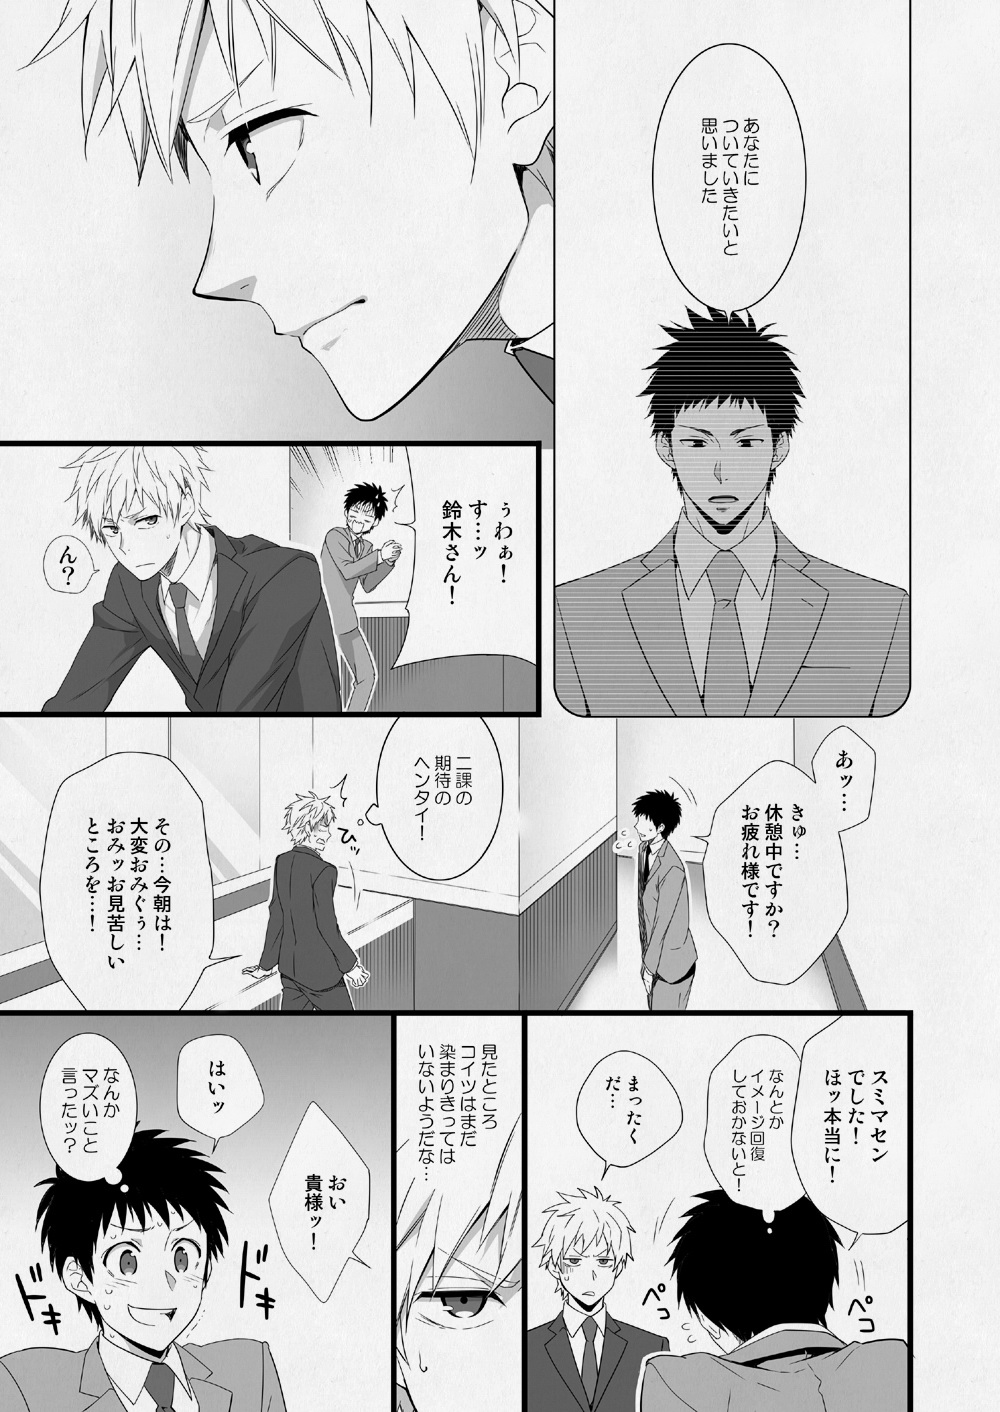 あなたに
ついていきたいと
思いました
ぅわぁ!
す…ッ
鈴木さん!
ん?
あッ…
きゅ…
休憩中ですか?
お疲れ様です!
二課の
期待の
ヘンタイ!
ひッ
その…今朝は!
大変おみぐぅ…
おみッお見苦しい
ところを…!
スミマセン
でした!
ほッ本当に!
なんとか
イメージ回復
しておかないと!
まったく
だ…
ペコ
ペコ
見たところ
コイツはまだ
染まりきっては
いないようだな…
おい
貴様ッ!
はいッ
なんか
マズいこと
言ったッ?
ドキ
ドキ